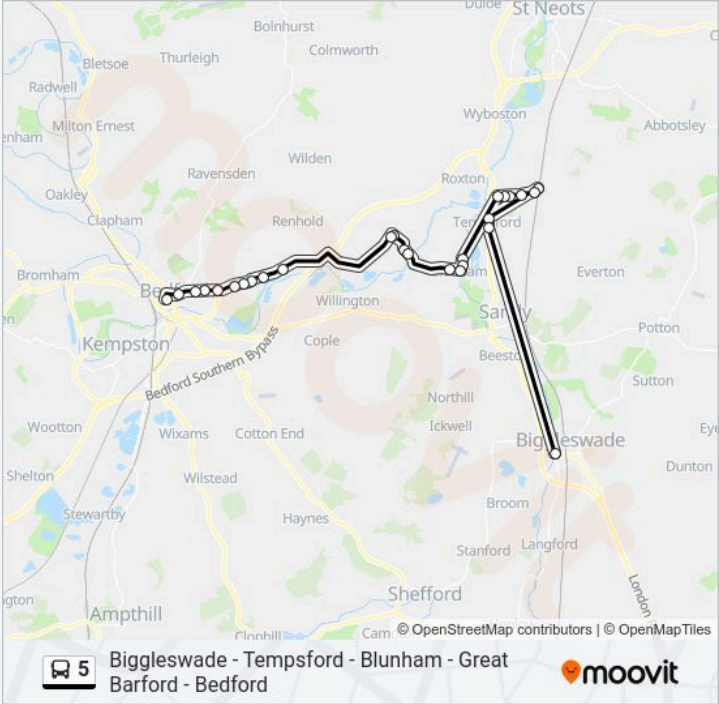 Duloe
St Neots
Bolnhurst
Colmworth
Bletsoe
Thurleigh
Radwell
Wyboston
Abbotsley
Milton Ernest
enham
Wilden
Ravensden
Roxton
Oakley
Clapham
Renhold
Tempsford
Bromham
Everton
Willington
Sandy
Potton
Kempston
Cople
Beeston
Bedford Southern Bypass
Sutton
Northill
Ickwell
Wootton
Wixams
Cotton End
Biggleswade
Eye
Dunton
Shelton
Wilstead
Broom
Stewartby
Haynes
Langford
Stanford
ngton
Shefford
London
Ampthill
Clophill
Cam
© OpenStreetMap contributors | © OpenMapTiles
5
Biggleswade - Tempsford - Blunham - Great
Barford - Bedford
moovit